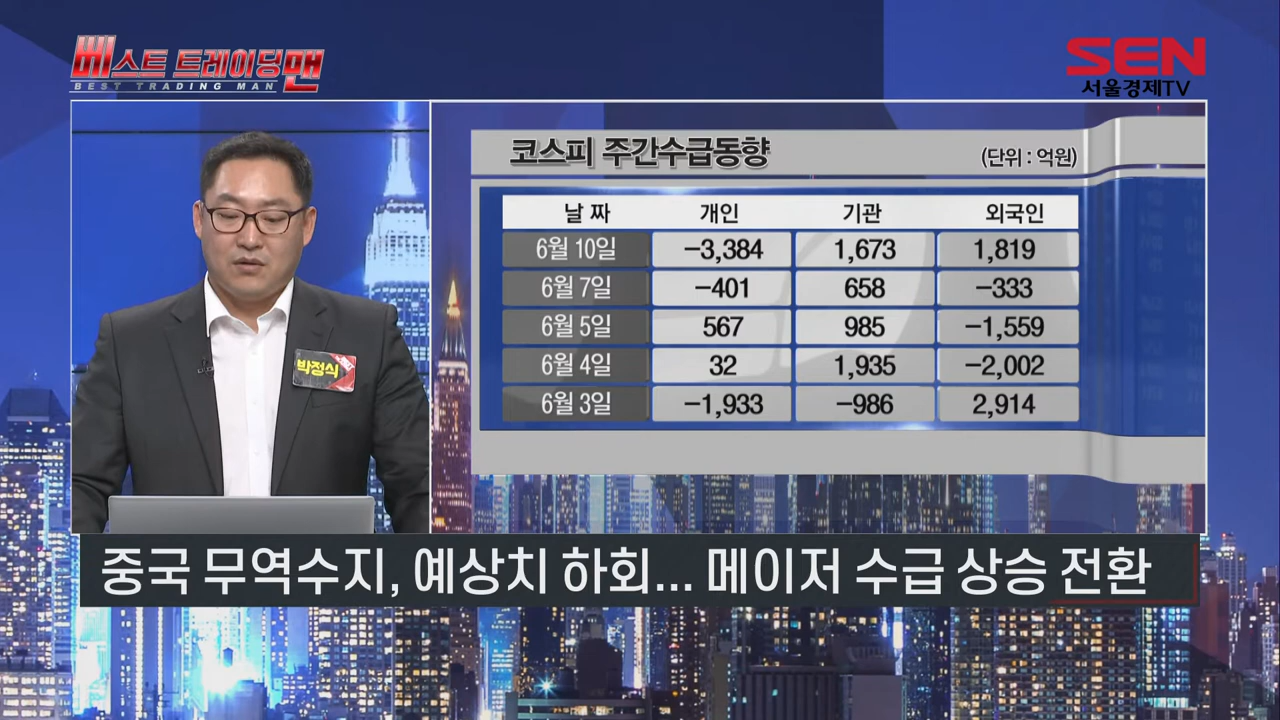 베스트 트레이딩맨
BEST TRADING MAN
SEN
서울경제TV
코스피 주간수급동향
(단위 : 억원)
날 짜 개인 기관 외국인
6월 10일 −3,384 1,673 1,819
6월 7일 −401 658 −333
6월 5일 567 985 −1,559
6월 4일 32 1,935 −2,002
6월 3일 −1,933 −986 2,914
박정식
중국 무역수지, 예상치 하회... 메이저 수급 상승 전환